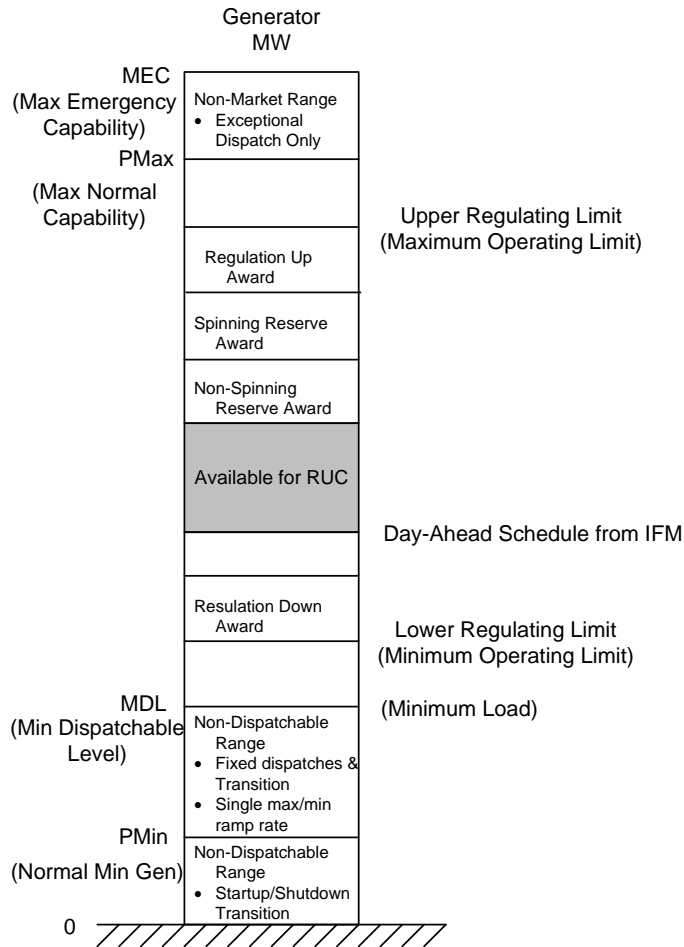 Generator
MW
MEC
(Max Emergency
Capability)
Non-Market Range
• Exceptional
Dispatch Only
PMax
(Max Normal
Capability)
Upper Regulating Limit
(Maximum Operating Limit)
Regulation Up
Award
Spinning Reserve
Award
Non-Spinning
Reserve Award
Available for RUC
Day-Ahead Schedule from IFM
Resulation Down
Award
Lower Regulating Limit
(Minimum Operating Limit)
MDL
(Min Dispatchable
Level)
(Minimum Load)
Non-Dispatchable
Range
• Fixed dispatches &
Transition
• Single max/min
ramp rate
PMin
(Normal Min Gen)
Non-Dispatchable
Range
• Startup/Shutdown
Transition
0